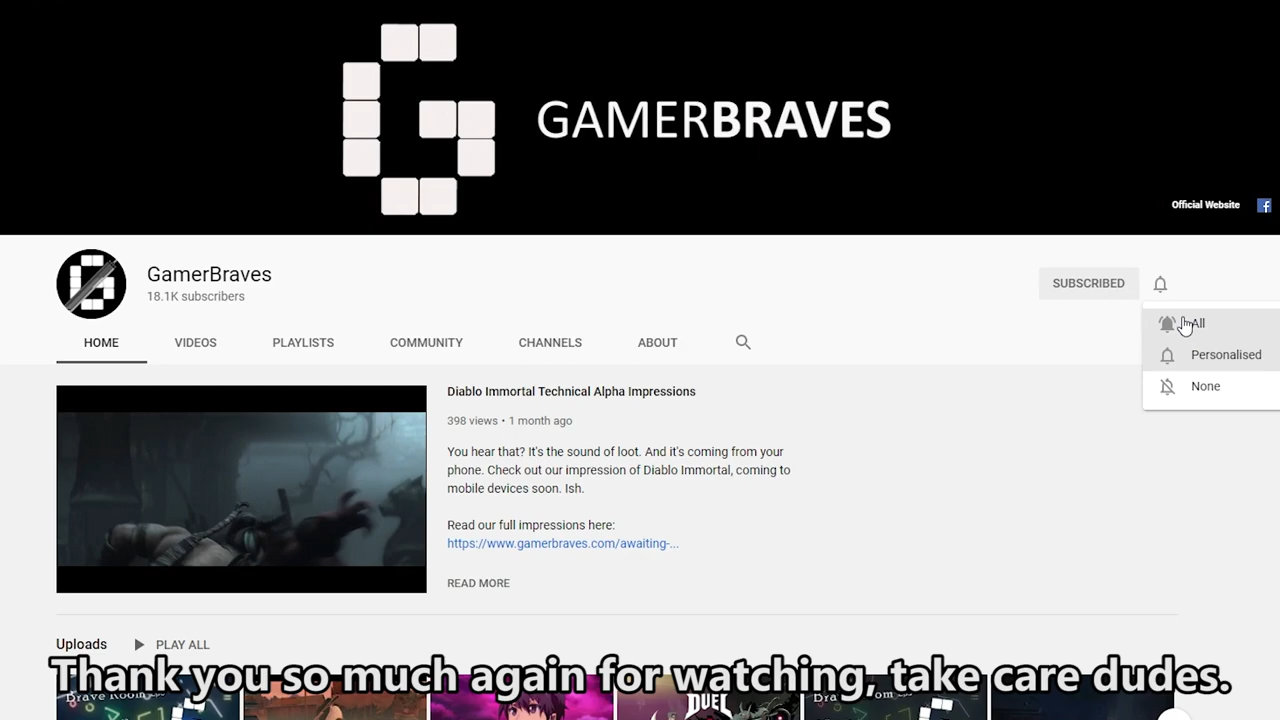 GAMERBRAVES
Official Website
GamerBraves
18.1K subscribers
SUBSCRIBED
All
Personalised
None
HOME
VIDEOS
PLAYLISTS
COMMUNITY
CHANNELS
ABOUT
Diablo Immortal Technical Alpha Impressions
398 views • 1 month ago
You hear that? It's the sound of loot. And it's coming from your
phone. Check out our impression of Diablo Immortal, coming to
mobile devices soon. Ish.
Read our full impressions here:
https://www.gamerbraves.com/awaiting-...
READ MORE
Uploads
PLAY ALL
Thank you so much again for watching, take care dudes.
DUEL